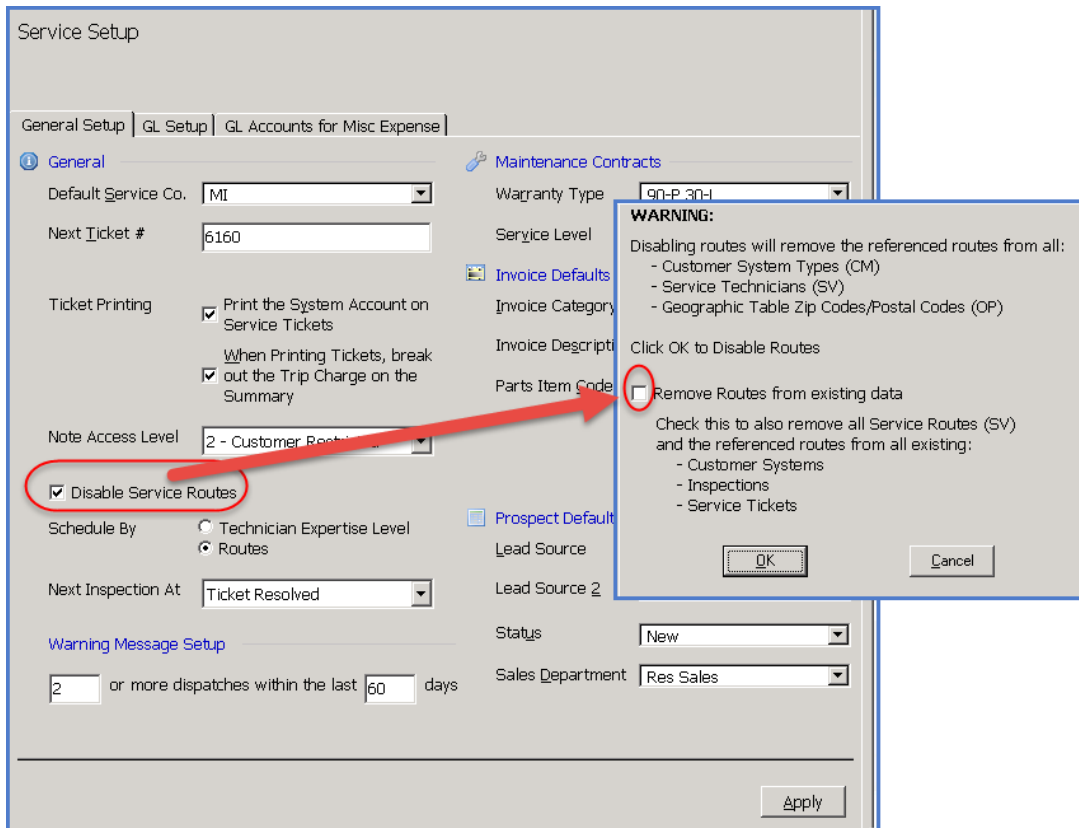 Service Setup
General Setup
GL Setup
GL Accounts for Misc Expense
General
Default Service Co.
MI
Next Ticket #
6160
Ticket Printing
Print the System Account on
Service Tickets
When Printing Tickets, break
out the Trip Charge on the
Summary
Note Access Level
2 - Customer
Disable Service Routes
Schedule By
Technician Expertise Level
Routes
Next Inspection At
Ticket Resolved
Warning Message Setup
2 or more dispatches within the last 60 days
Maintenance Contracts
Warranty Type
90-P 30-L
Service Level
Invoice Defaults
Invoice Category
Invoice Descripti
Parts Item Code
Prospect Default
Lead Source
Lead Source 2
Status
New
Sales Department
Res Sales
Apply
WARNING:
Disabling routes will remove the referenced routes from all:
- Customer System Types (CM)
- Service Technicians (SV)
- Geographic Table Zip Codes/Postal Codes (OP)
Click OK to Disable Routes
Remove Routes from existing data
Check this to also remove all Service Routes (SV)
and the referenced routes from all existing:
- Customer Systems
- Inspections
- Service Tickets
OK
Cancel